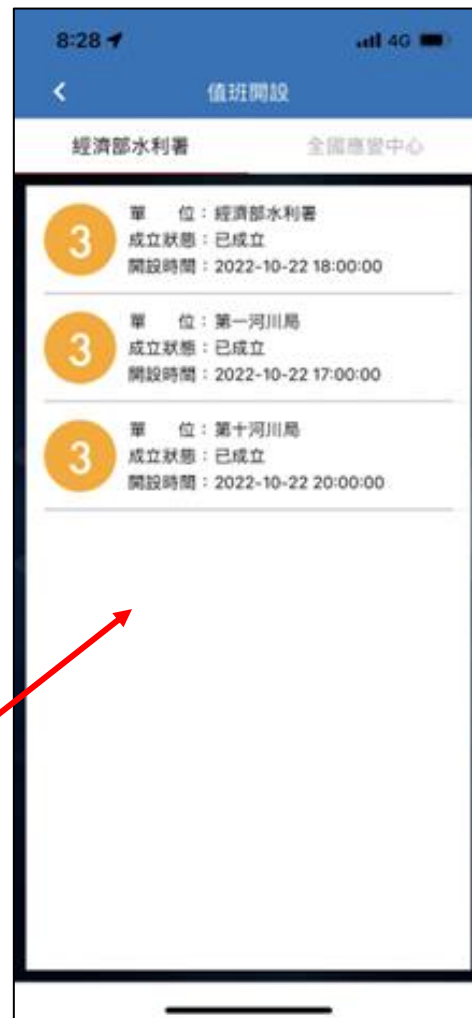 8:28
4G
值班開設
經濟部水利署 全國應變中心
3
單 位：經濟部水利署
成立狀態：已成立
開設時間：2022-10-22 18:00:00
3
單 位：第一河川局
成立狀態：已成立
開設時間：2022-10-22 17:00:00
3
單 位：第十河川局
成立狀態：已成立
開設時間：2022-10-22 20:00:00